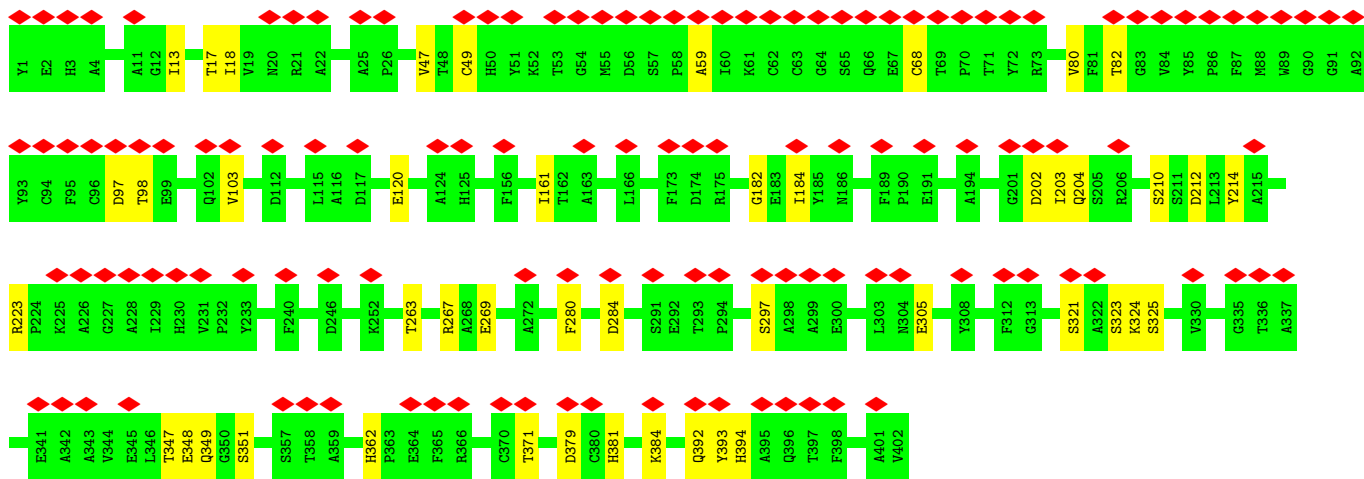 Y1 E2 H3 A4 A11 G12 I13 T17 I18 V19 N20 R21 A22 A25 P26 V47 T48 C49 H50 Y51 K52 T53 G54 M55 D56 S57 P58 A59 I60 K61 C62 C63 G64 S65 Q66 E67 C68 T69 P70 T71 Y72 R73 V80 F81 T82 G83 V84 Y85 P86 F87 M88 W89 G90 G91 A92
Y93 C94 F95 C96 D97 T98 E99 Q102 V103 D112 L115 A116 D117 E120 A124 H125 F156 I161 T162 A163 L166 F173 D174 R175 G182 E183 I184 Y185 N186 F189 P190 E191 A194 G201 D202 I203 Q204 S205 R206 S210 S211 D212 L213 Y214 A215
R223 P224 K225 A226 G227 A228 I229 H230 V231 P232 Y233 F240 D246 K252 T263 R267 A268 E269 A272 F280 D284 S291 E292 T293 P294 S297 A298 A299 E300 L303 N304 E305 Y308 F312 G313 S321 A322 S323 K324 S325 V330 G335 T336 A337
E341 A342 A343 V344 E345 L346 T347 E348 Q349 G350 S351 S357 T358 A359 H362 P363 E364 F365 R366 C370 T371 D379 C380 H381 K384 Q392 Y393 H394 A395 Q396 T397 F398 A401 V402